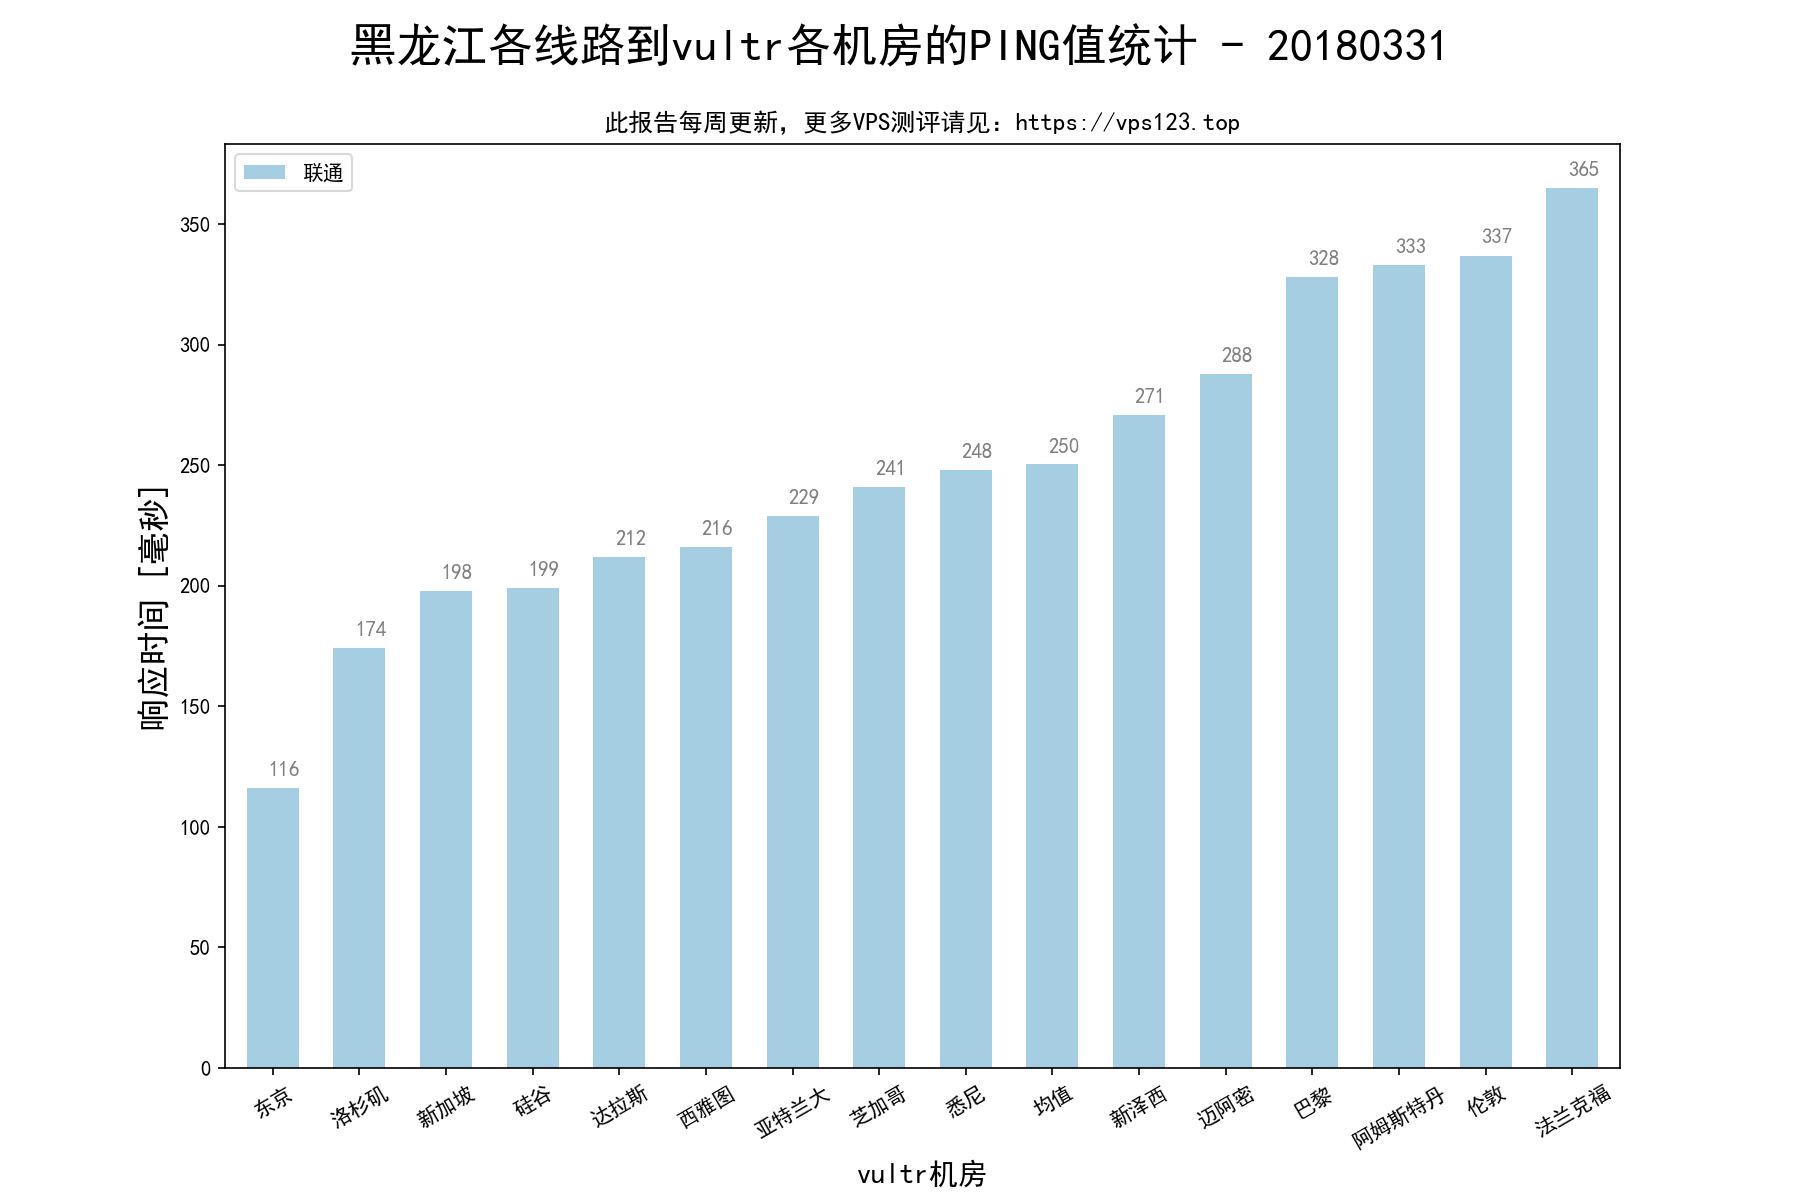 黑龙江各线路到vultr各机房的PING值统计 - 20180331
此报告每周更新，更多VPS测评请见：https://vps123.top
联通
响应时间 [毫秒]
350
300
250
200
150
100
50
0
116
174
198
199
212
216
229
241
248
250
271
288
328
333
337
365
东京
洛杉矶
新加坡
硅谷
达拉斯
西雅图
亚特兰大
芝加哥
悉尼
均值
新泽西
迈阿密
巴黎
阿姆斯特丹
伦敦
法兰克福
vultr机房